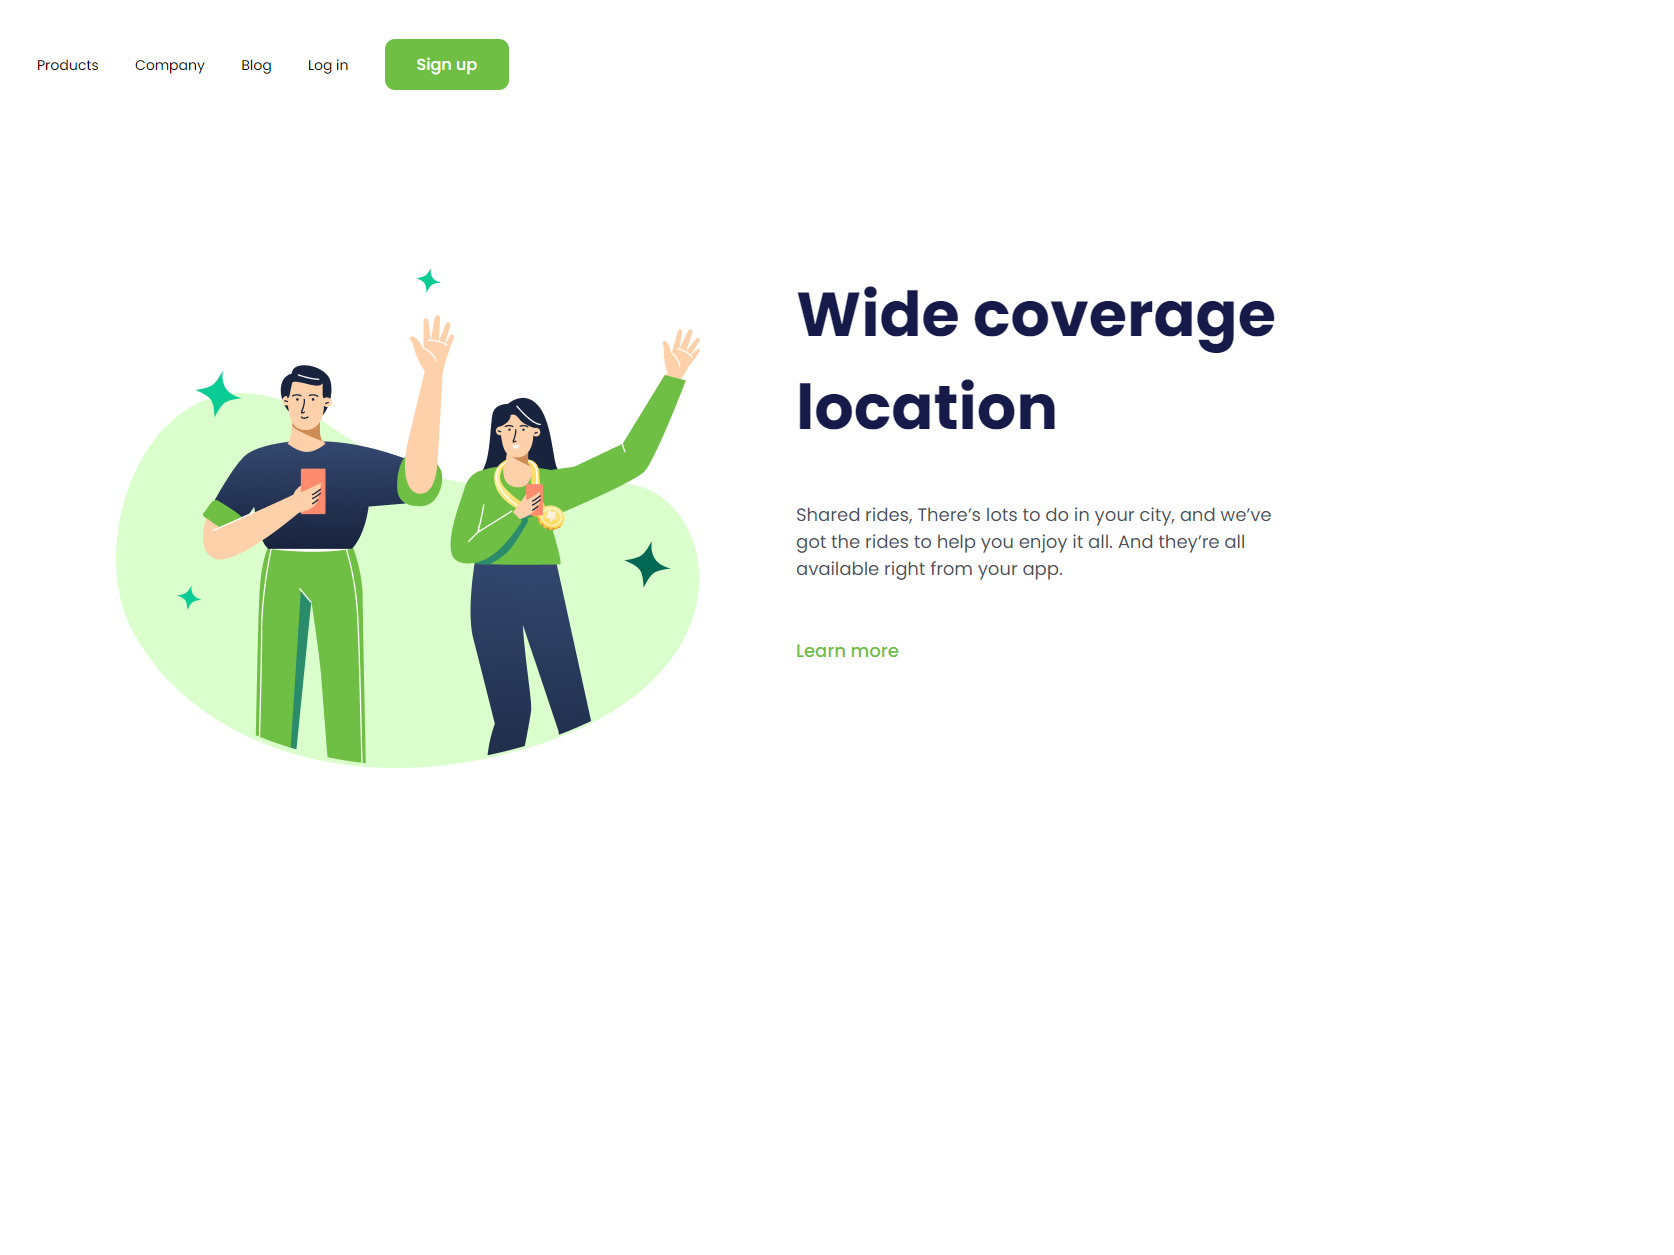 Products Company Blog Log in Sign up
Wide coverage
location
Shared rides, There’s lots to do in your city, and we’ve
got the rides to help you enjoy it all. And they’re all
available right from your app.
Learn more